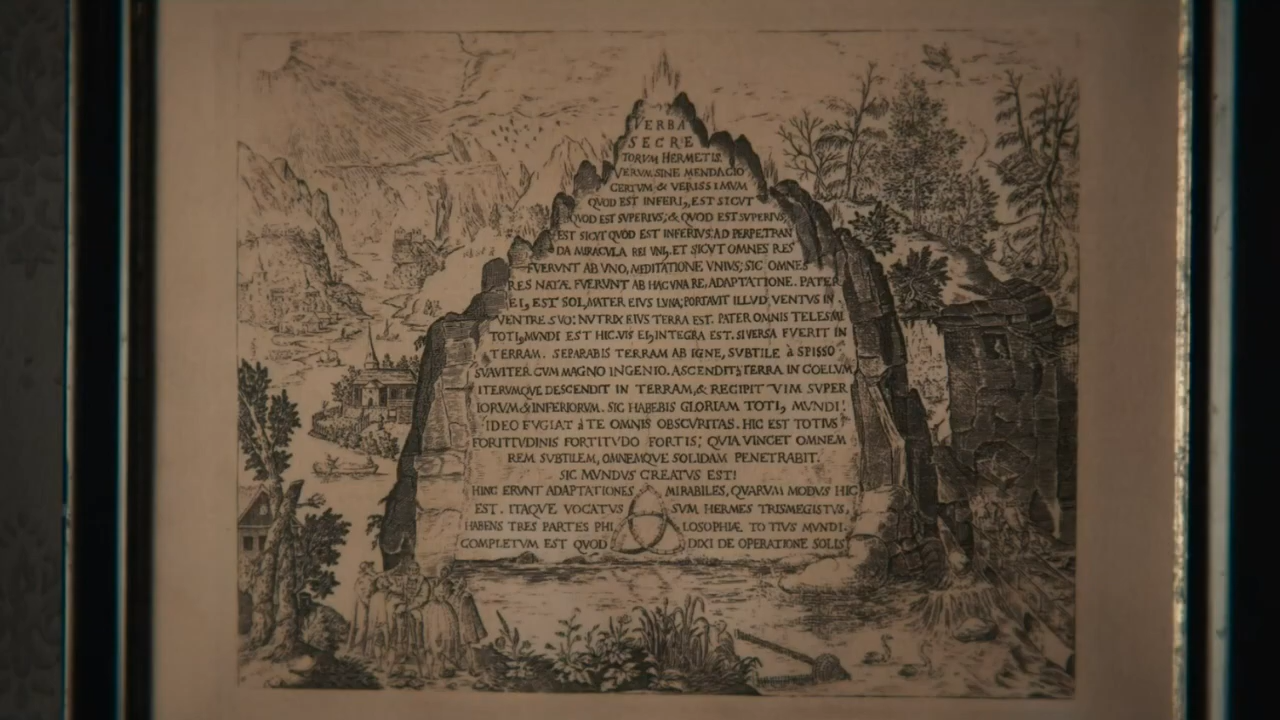 VERBA
SECRE
TORVM HERMETIS.
VERVM, SINE MENDACIO
CERTVM & VERISSIMVM
QVOD EST INFERI, EST SICVT
QVOD EST SVPERIVS; & QVOD EST SVPERIVS,
EST SICVT QVOD EST INFERIVS AD PERPETRAN
DA MIRACVLA REI VNI, ET SICVT OMNES RES
FVERVNT AB VNO, MEDITATIONE VNIVS; SIC OMNES
RES NATÆ FVERVNT AB HAC VNA RE, ADAPTATIONE. PATER
EI, EST SOL, MATER EIVS LVNA; PORTAVIT ILLVD VENTVS IN
VENTRE SVO; NVTRIX EIVS TERRA EST. PATER OMNIS TELESMI
TOTI, MVNDI EST HIC. VIS EI, INTEGRA EST. SI VERSA FVERIT IN
TERRAM. SEPARABIS TERRAM AB IGNE, SVBTILE à SPISSO
SVAVITER CVM MAGNO INGENIO. ASCENDIT à TERRA IN COELVM
ITERVMQVE DESCENDIT IN TERRAM, & RECIPIT VIM SVPER
IORVM & INFERIORVM. SIC HABEBIS GLORIAM TOTI, MVNDI.
IDEO FVGIAT à TE OMNIS OBSCVRITAS. HIC EST TOTIVS
FORITITVDINIS FORTITVDO FORTIS; QVIA VINCET OMNEM
REM SVBTILEM, OMNEMQVE SOLIDAM PENETRABIT.
SIC MVNDVS CREATVS EST!
HINC ERVNT ADAPTATIONES MIRABILES, QVARVM MODVS HIC
EST. ITAQVE VOCATVS SVM HERMES TRISMEGISTVS,
HABENS TRES PARTES PHI LOSOPHIÆ TOTIVS MVNDI.
COMPLETVM EST QVOD DIXI DE OPERATIONE SOLIS